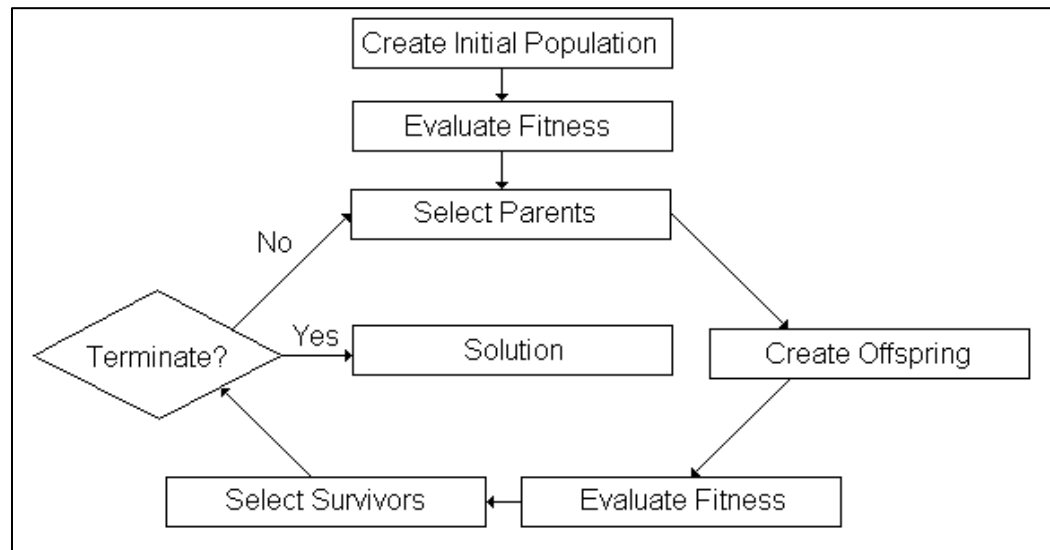 Create Initial Population
Evaluate Fitness
Select Parents
No
Yes
Terminate?
Solution
Create Offspring
Select Survivors
Evaluate Fitness